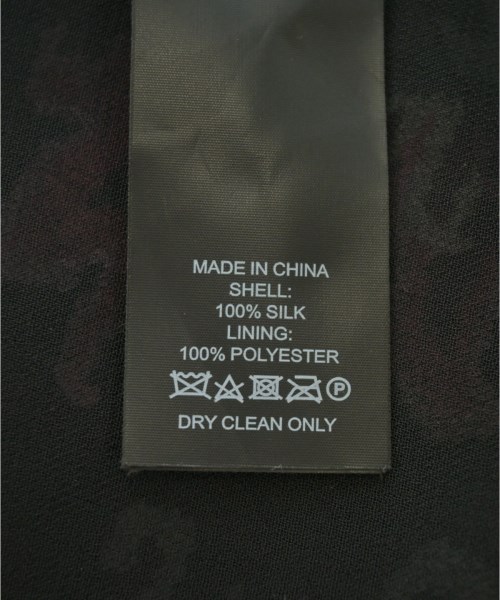 MADE IN CHINA
SHELL:
100% SILK
LINING:
100% POLYESTER
P
DRY CLEAN ONLY